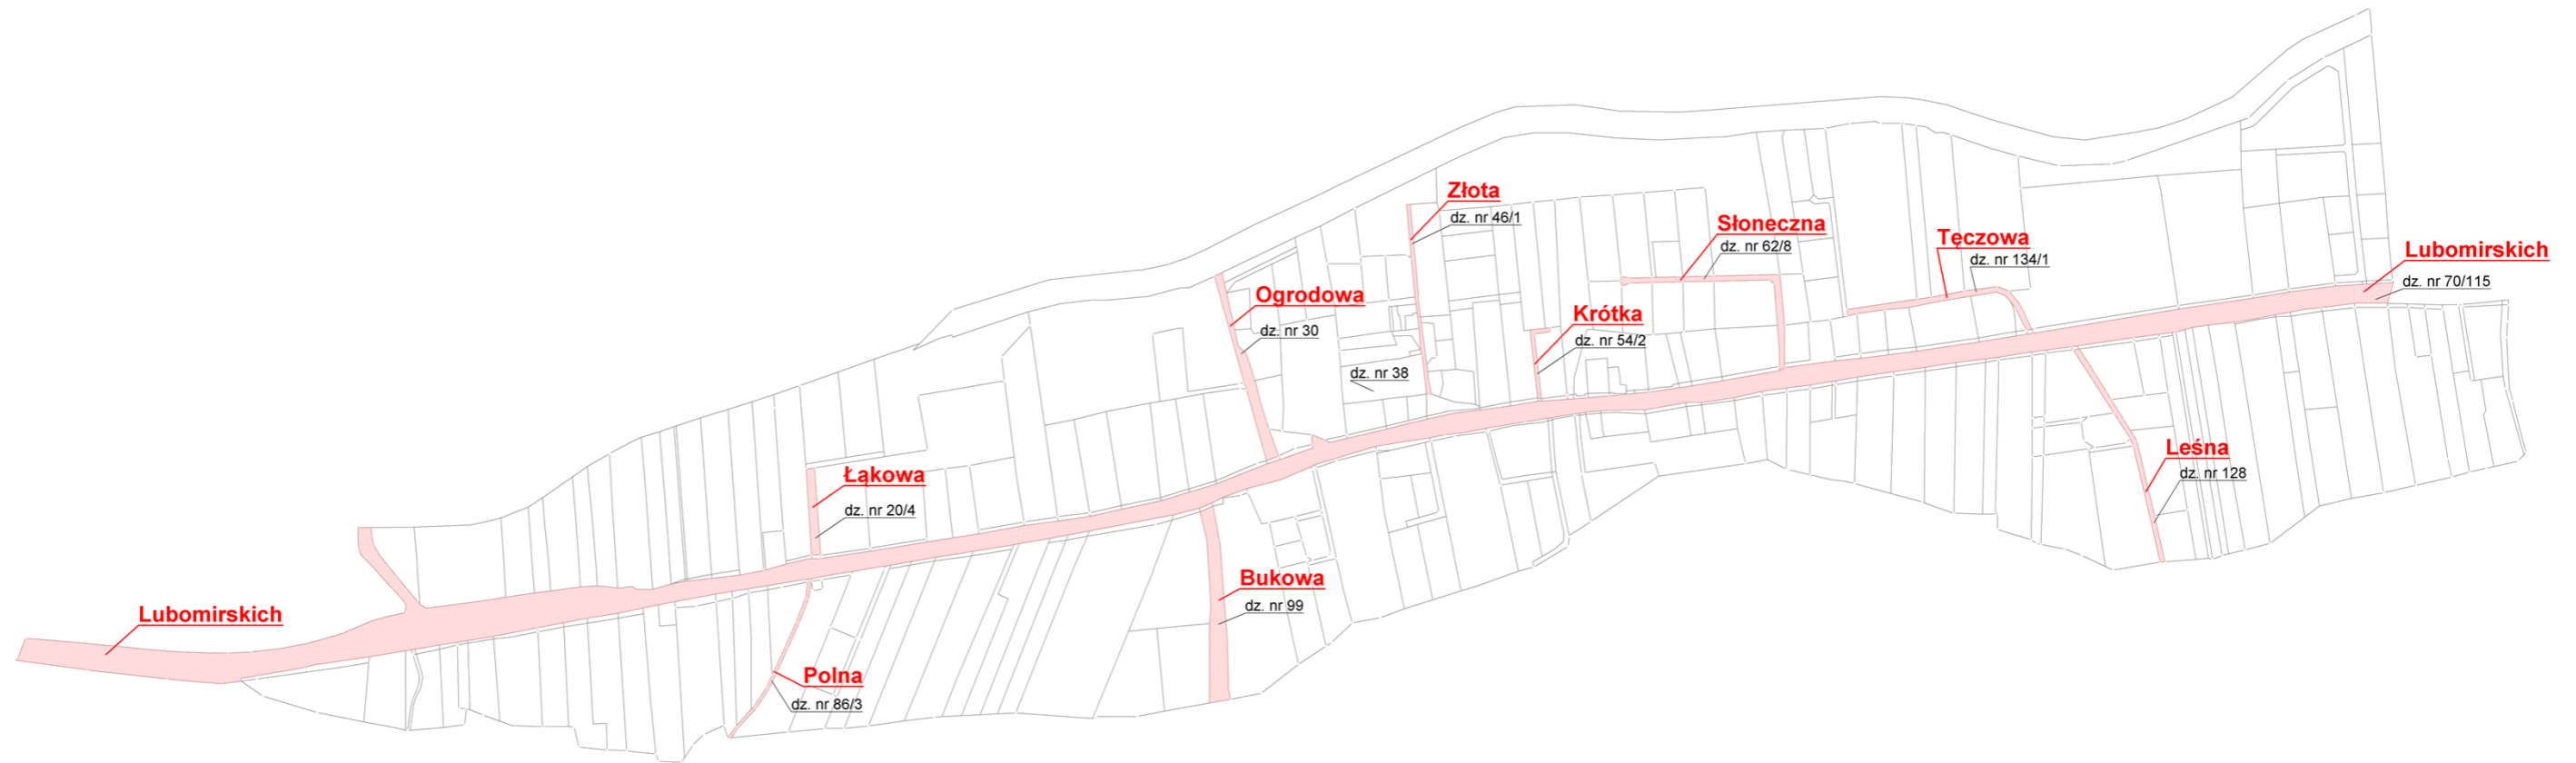 Złota
dz. nr 46/1
Słoneczna
dz. nr 62/8
Tęczowa
dz. nr 134/1
Lubomirskich
dz. nr 70/115
Ogrodowa
dz. nr 30
Krótka
dz. nr 54/2
dz. nr 38
Leśna
dz. nr 128
Łąkowa
dz. nr 20/4
Bukowa
dz. nr 99
Lubomirskich
Polna
dz. nr 86/3